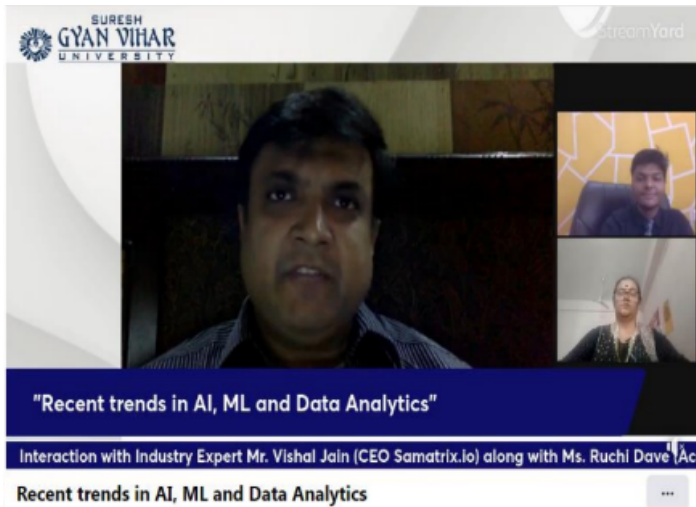 SURESH
GYAN VIHAR
UNIVERSITY
StreamYard
"Recent trends in AI, ML and Data Analytics"
Interaction with Industry Expert Mr. Vishal Jain (CEO Samatrix.io) along with Ms. Ruchi Dave (Ac
Recent trends in AI, ML and Data Analytics
...